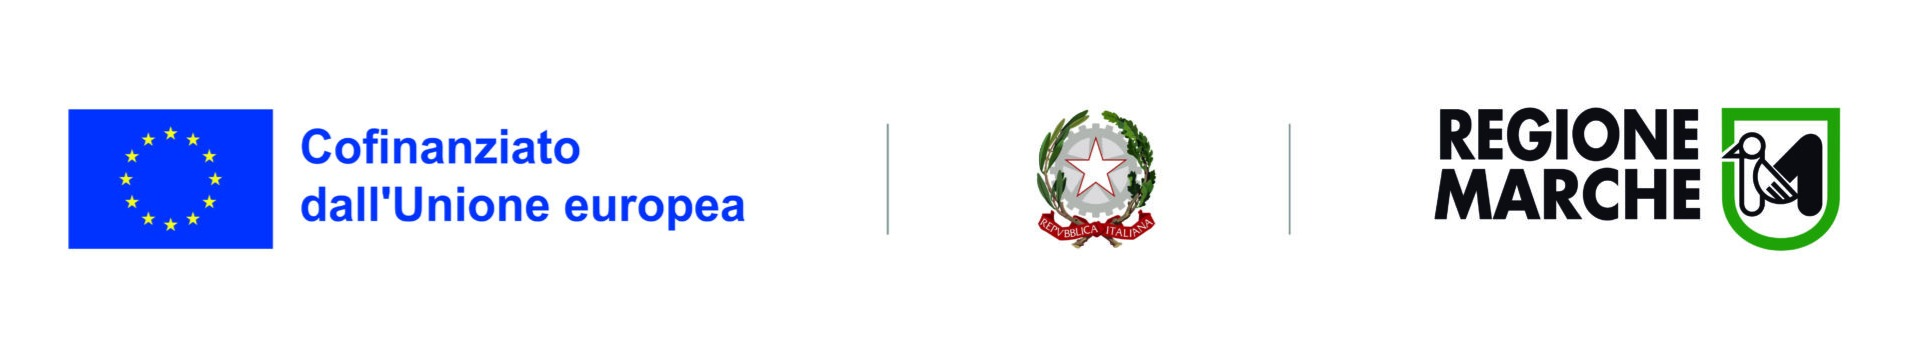 Cofinanziato
dall'Unione europea
REPVBBLICA ITALIANA
REGIONE
MARCHE